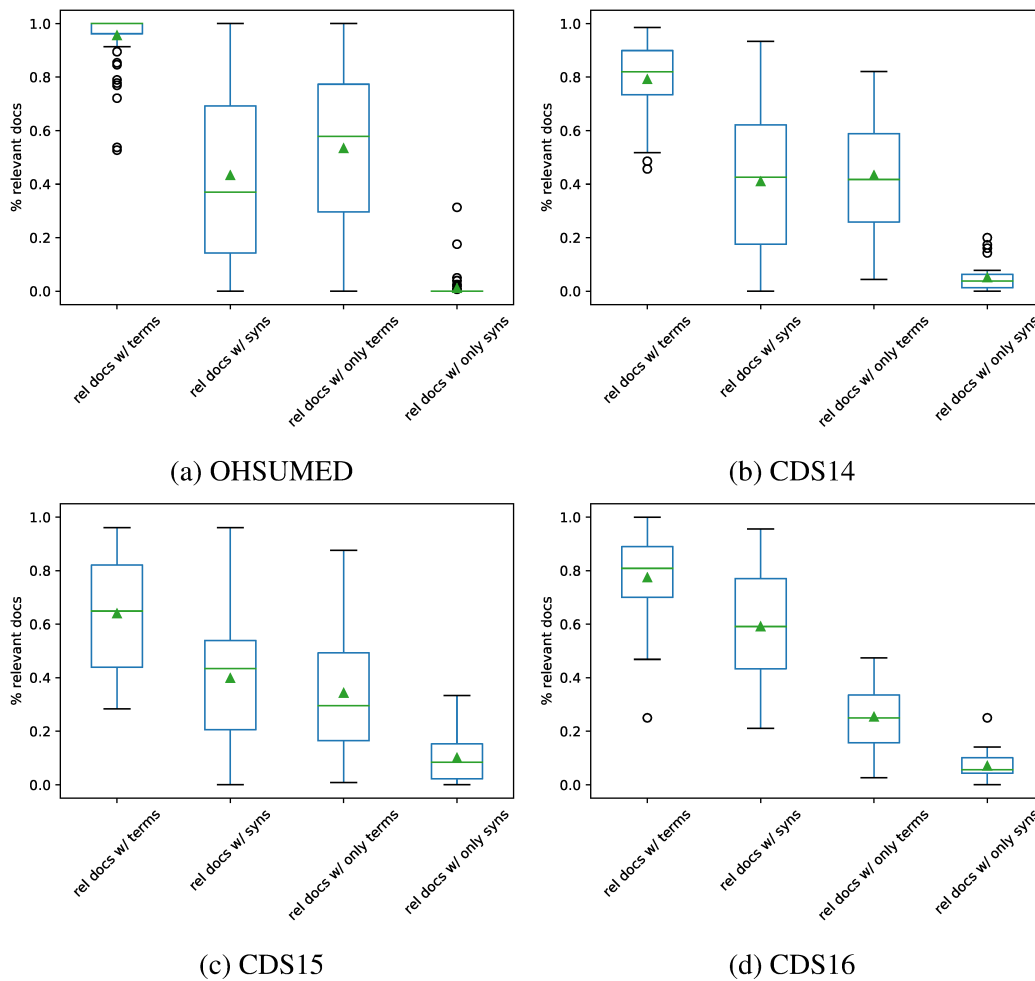 1.0
0.8
0.6
0.4
0.2
0.0
% relevant docs
rel docs w/ terms
rel docs w/ syns
rel docs w/ only terms
rel docs w/ only syns
(a) OHSUMED
1.0
0.8
0.6
0.4
0.2
0.0
% relevant docs
rel docs w/ terms
rel docs w/ syns
rel docs w/ only terms
rel docs w/ only syns
(b) CDS14
1.0
0.8
0.6
0.4
0.2
0.0
% relevant docs
rel docs w/ terms
rel docs w/ syns
rel docs w/ only terms
rel docs w/ only syns
(c) CDS15
1.0
0.8
0.6
0.4
0.2
0.0
% relevant docs
rel docs w/ terms
rel docs w/ syns
rel docs w/ only terms
rel docs w/ only syns
(d) CDS16